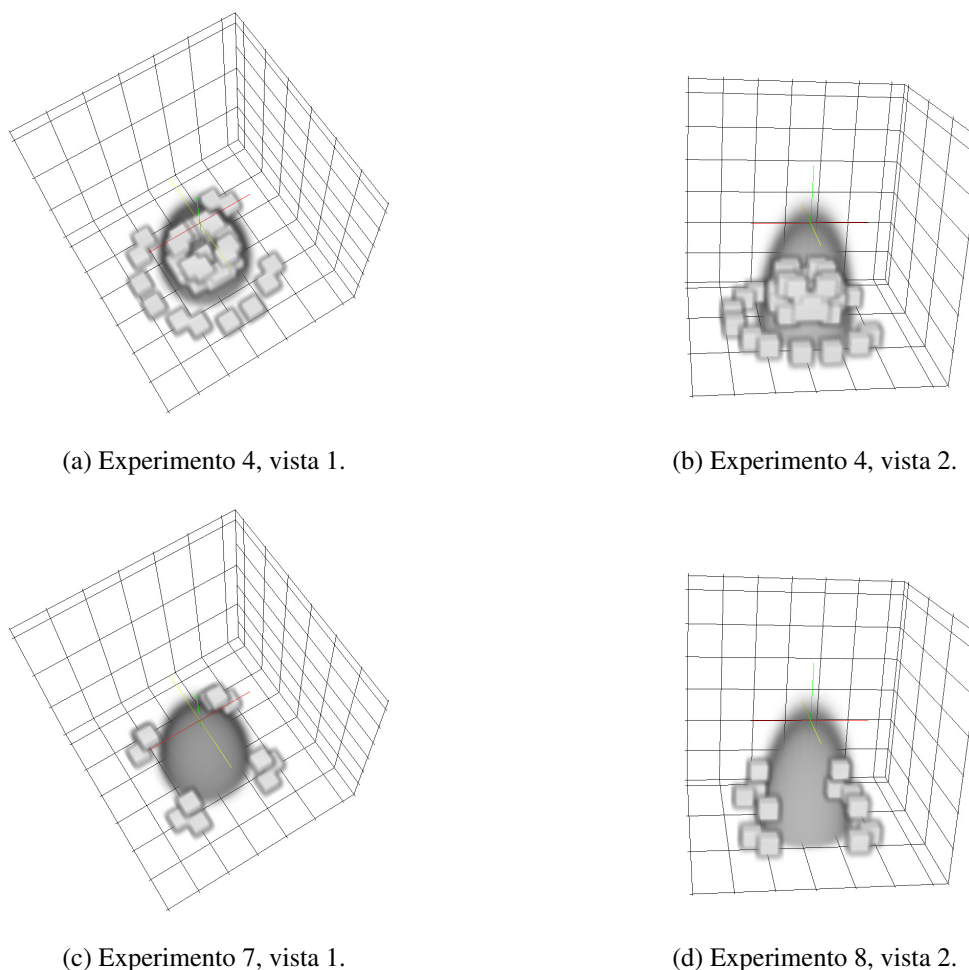 (a) Experimento 4, vista 1.
(b) Experimento 4, vista 2.
(c) Experimento 7, vista 1.
(d) Experimento 8, vista 2.